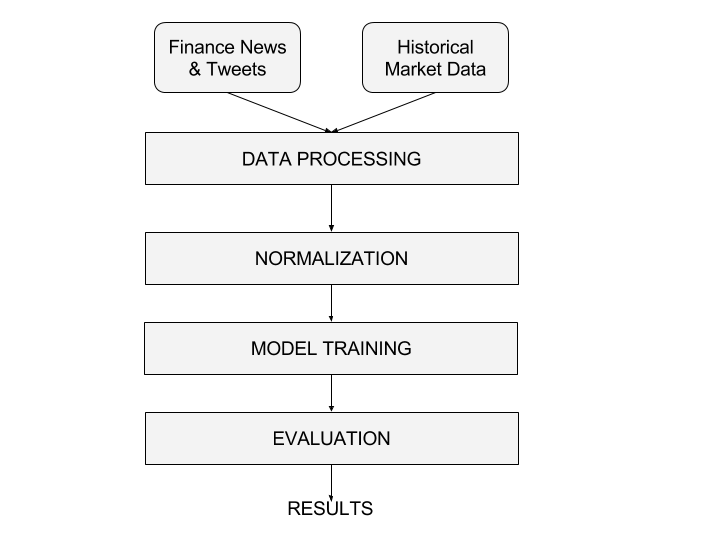 Finance News
& Tweets
Historical
Market Data
DATA PROCESSING
NORMALIZATION
MODEL TRAINING
EVALUATION
RESULTS